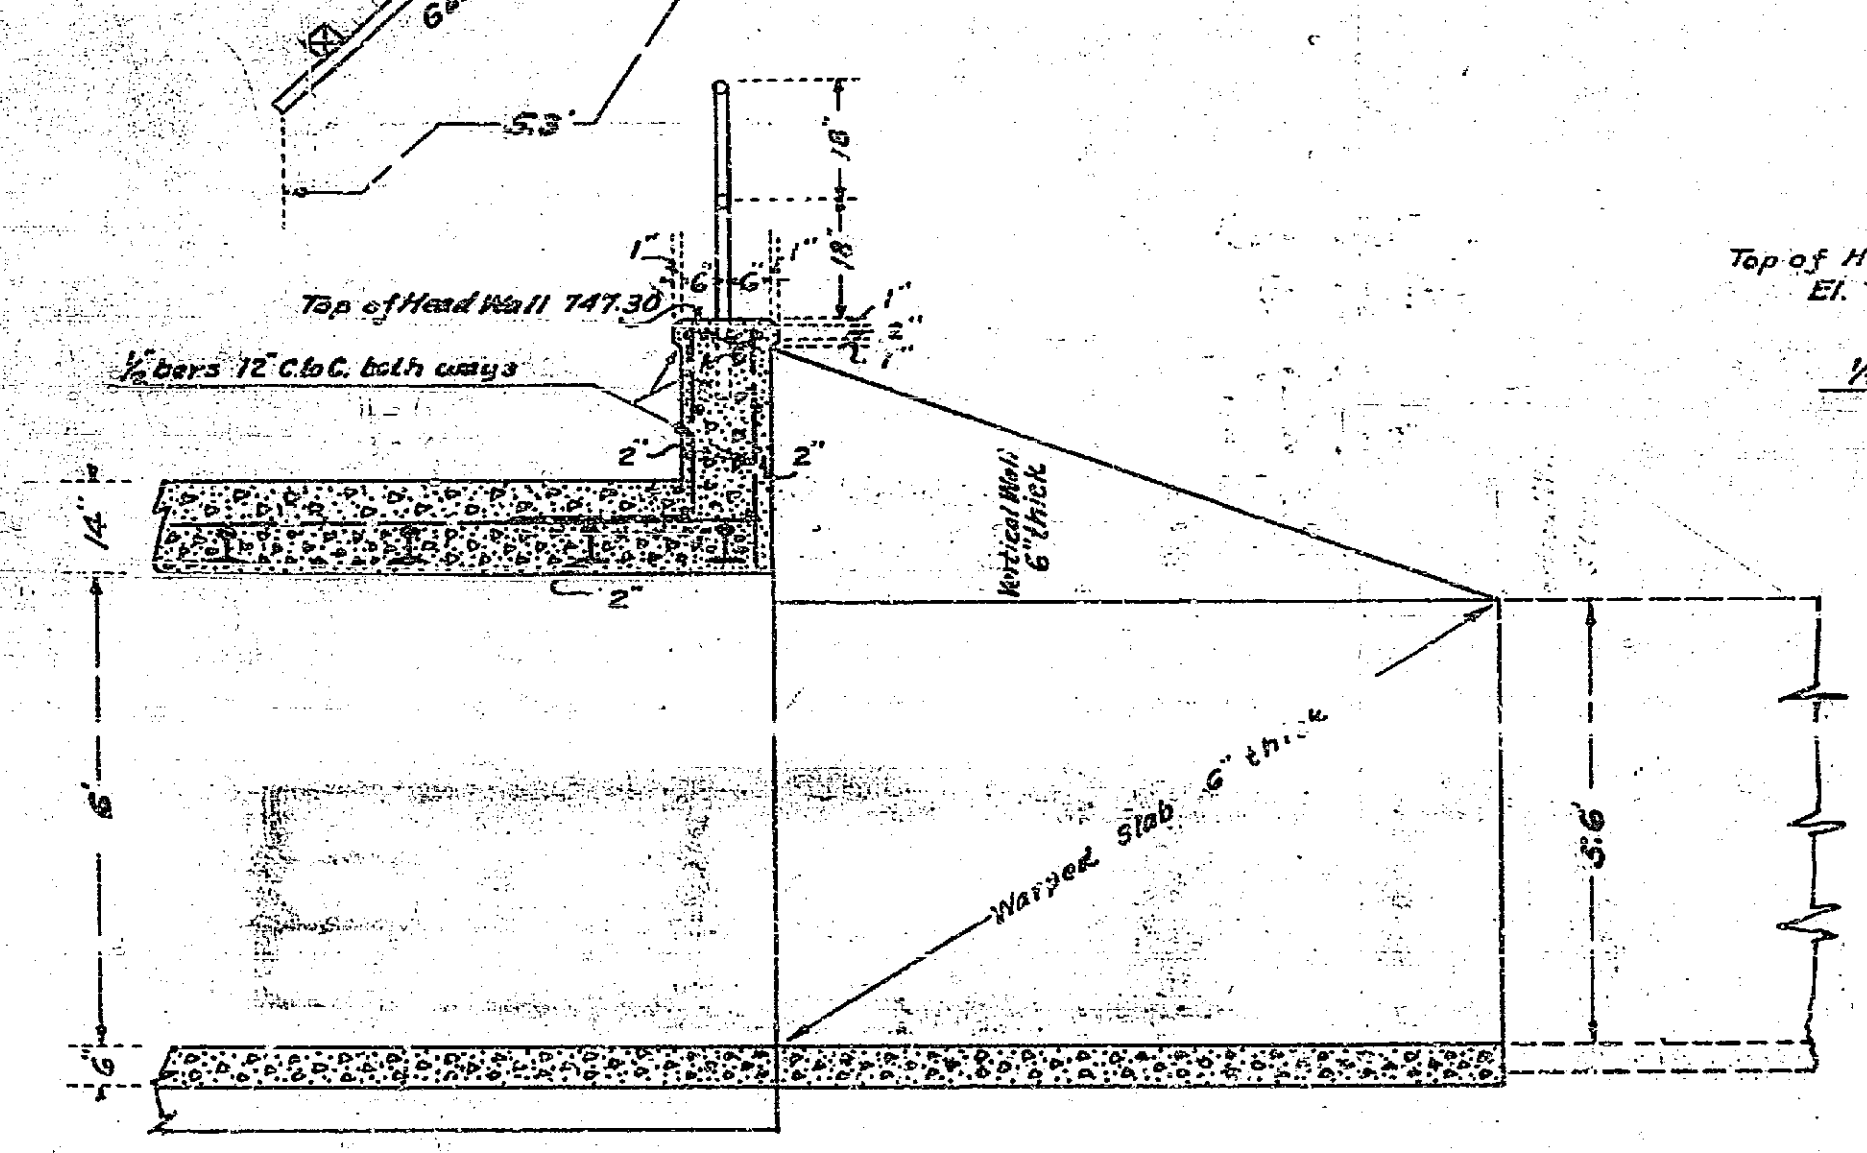 5.3'
18"
18"
1"
1"
6"
6"
Top of Head Wall 747.30
1"
2"
2"
1"
Top of H
El.
½" bars 12" C. to C. both ways
2"
2"
14"
Vertical Wall
6" thick
2"
6'
Warped Slab 6" thick
5.6'
6"